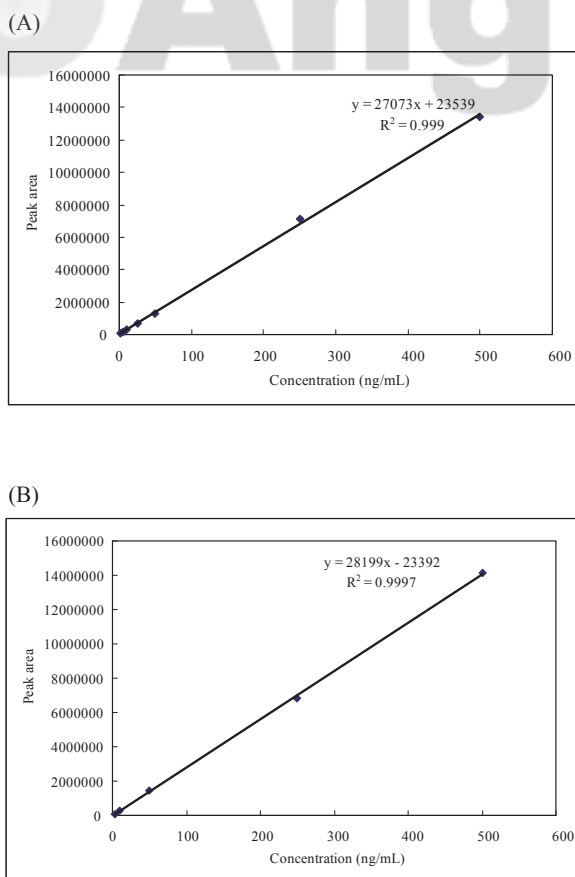 (A)
Ang
16000000
14000000
12000000
10000000
8000000
6000000
4000000
2000000
0
Peak area
y = 27073x + 23539
R² = 0.999
0 100 200 300 400 500 600
Concentration (ng/mL)
(B)
16000000
14000000
12000000
10000000
8000000
6000000
4000000
2000000
0
Peak area
y = 28199x - 23392
R² = 0.9997
0 100 200 300 400 500 600
Concentration (ng/mL)